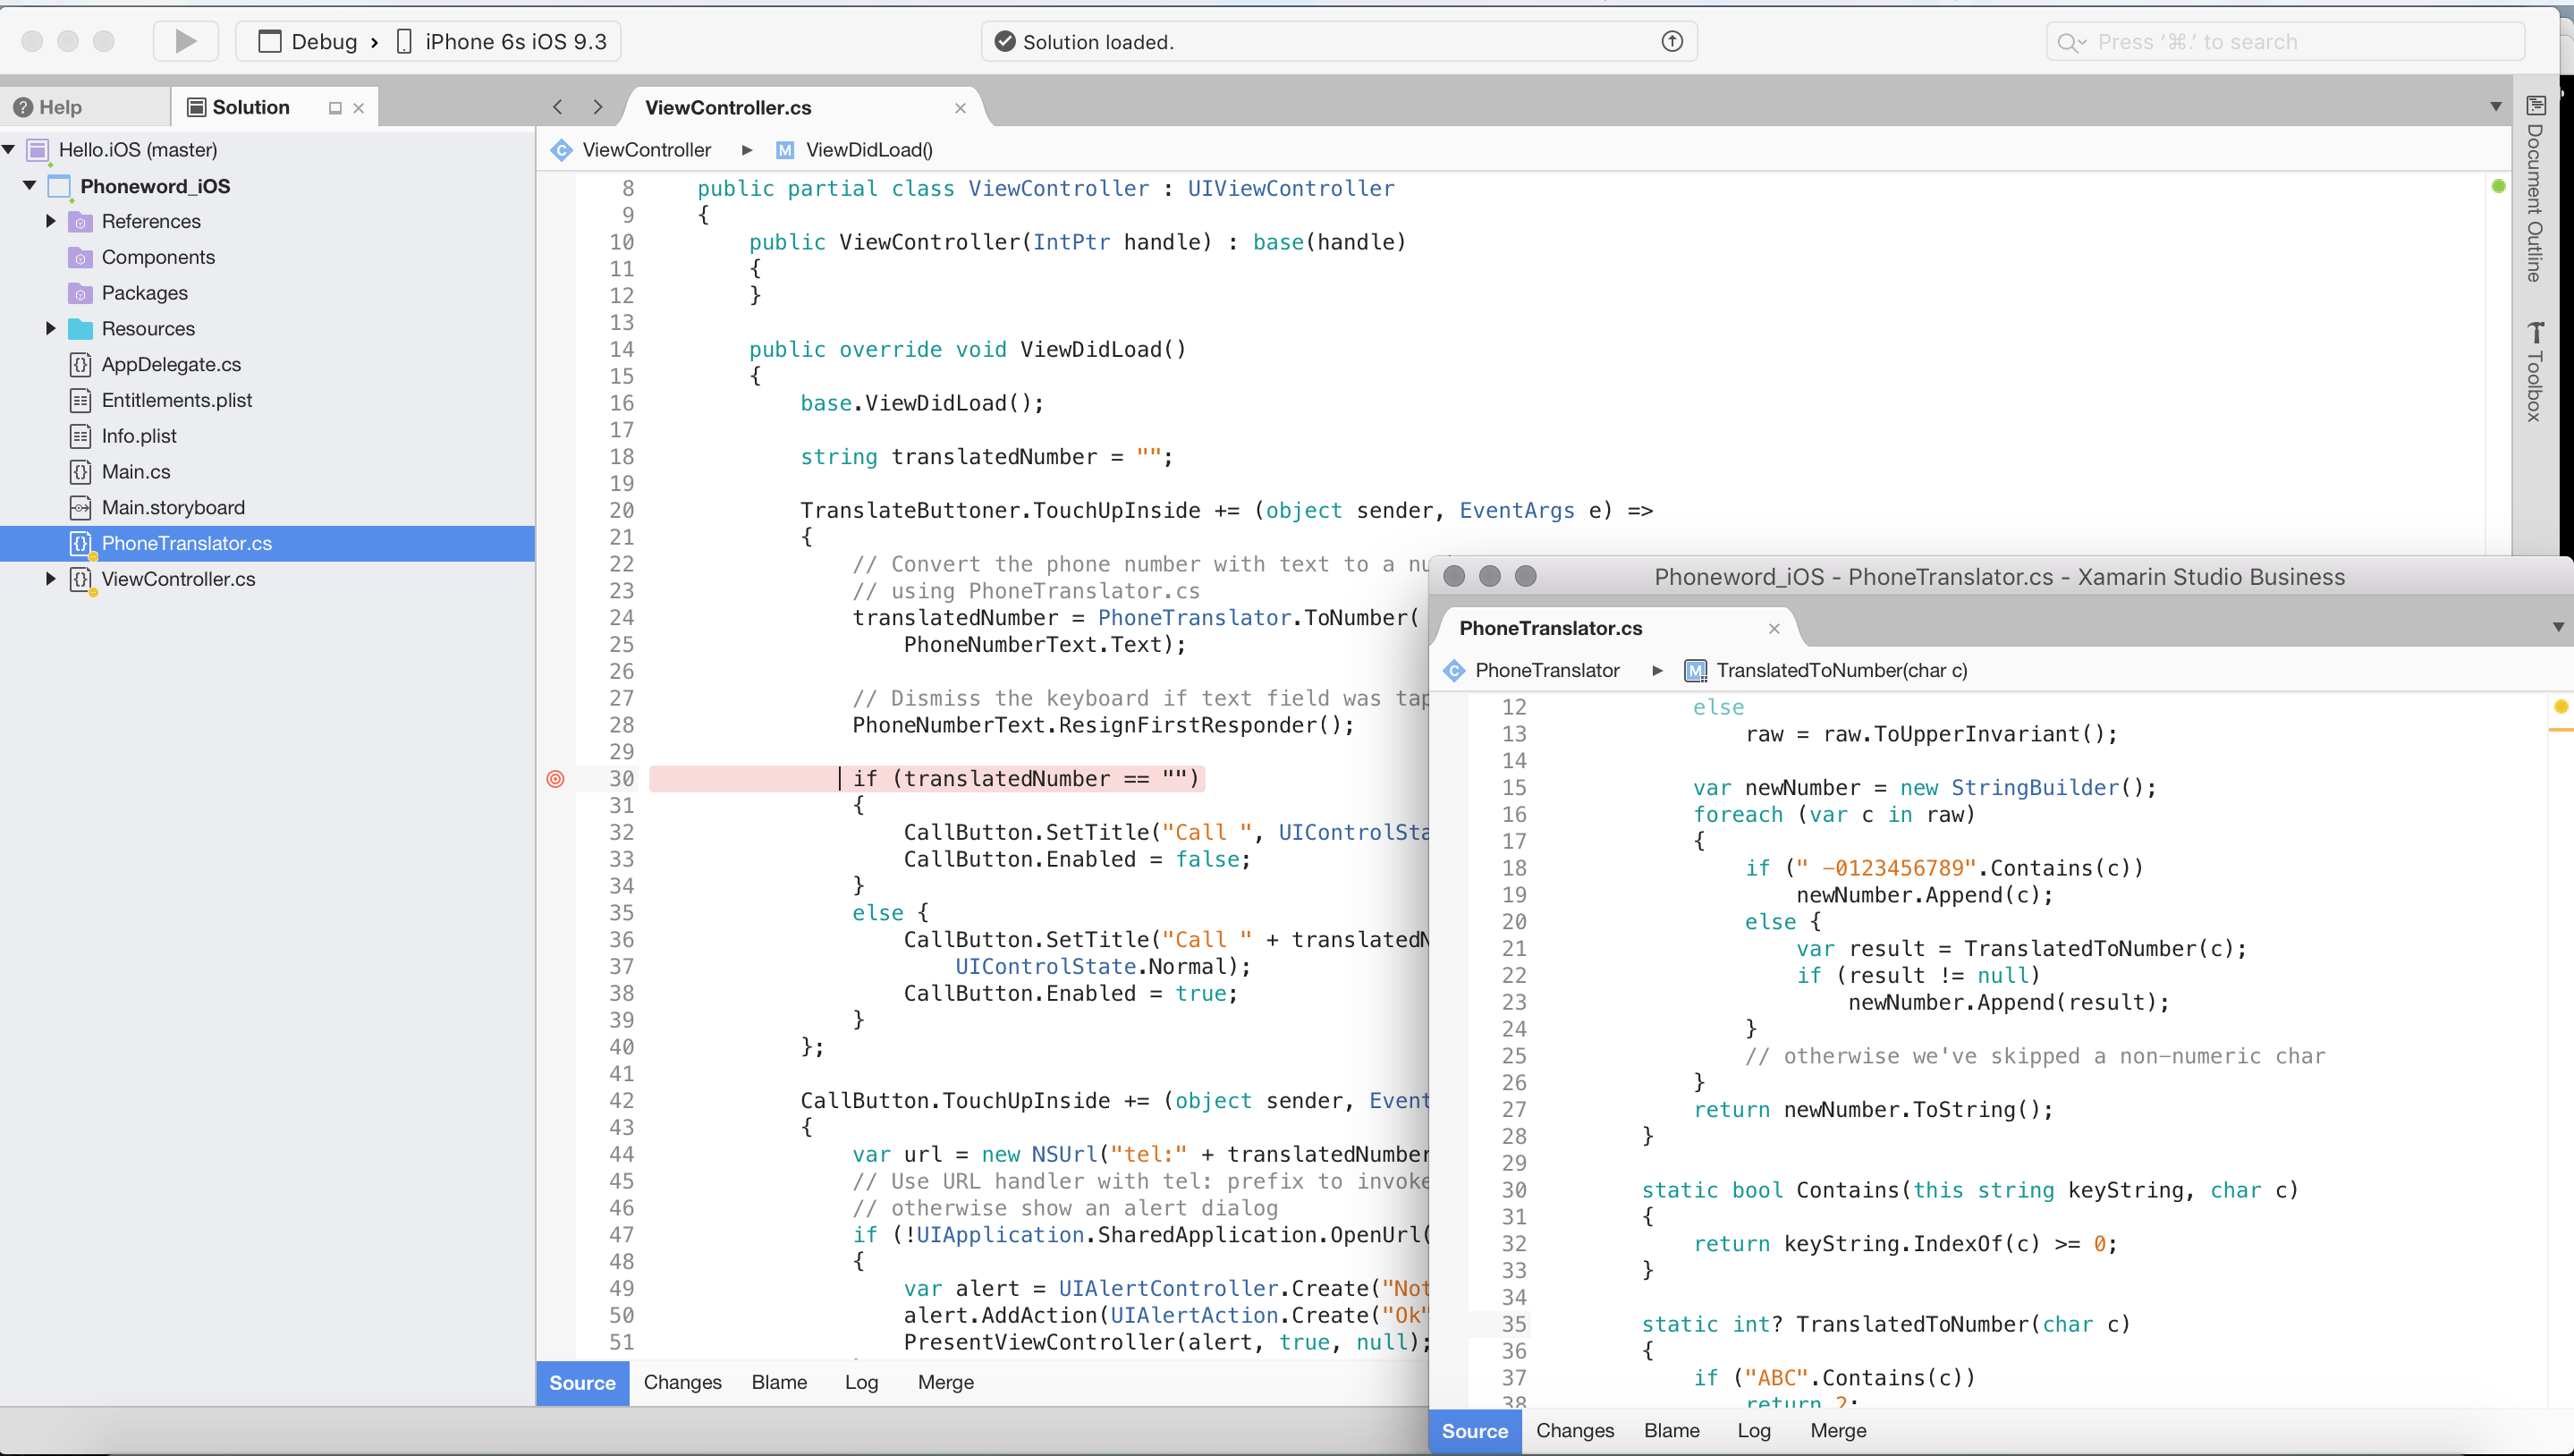 Debug › iPhone 6s iOS 9.3
Solution loaded.
Press ‘⌘.’ to search
Help
Solution
ViewController.cs
Hello.iOS (master)
Phoneword_iOS
References
Components
Packages
Resources
AppDelegate.cs
Entitlements.plist
Info.plist
Main.cs
Main.storyboard
PhoneTranslator.cs
ViewController.cs
C ViewController ▸ M ViewDidLoad()
8 public partial class ViewController : UIViewController
9 {
10 public ViewController(IntPtr handle) : base(handle)
11 {
12 }
13
14 public override void ViewDidLoad()
15 {
16 base.ViewDidLoad();
17
18 string translatedNumber = "";
19
20 TranslateButtoner.TouchUpInside += (object sender, EventArgs e) =>
21 {
22 // Convert the phone number with text to a nu
23 // using PhoneTranslator.cs
24 translatedNumber = PhoneTranslator.ToNumber(
25 PhoneNumberText.Text);
26
27 // Dismiss the keyboard if text field was tap
28 PhoneNumberText.ResignFirstResponder();
29
30 if (translatedNumber == "")
31 {
32 CallButton.SetTitle("Call ", UIControlSta
33 CallButton.Enabled = false;
34 }
35 else {
36 CallButton.SetTitle("Call " + translatedN
37 UIControlState.Normal);
38 CallButton.Enabled = true;
39 }
40 };
41
42 CallButton.TouchUpInside += (object sender, Event
43 {
44 var url = new NSUrl("tel:" + translatedNumber
45 // Use URL handler with tel: prefix to invoke
46 // otherwise show an alert dialog
47 if (!UIApplication.SharedApplication.OpenUrl(
48 {
49 var alert = UIAlertController.Create("Not
50 alert.AddAction(UIAlertAction.Create("Ok"
51 PresentViewController(alert, true, null);
Source Changes Blame Log Merge
Document Outline
Toolbox
Phoneword_iOS - PhoneTranslator.cs - Xamarin Studio Business
PhoneTranslator.cs
C PhoneTranslator ▸ M TranslatedToNumber(char c)
12 else
13 raw = raw.ToUpperInvariant();
14
15 var newNumber = new StringBuilder();
16 foreach (var c in raw)
17 {
18 if (" -0123456789".Contains(c))
19 newNumber.Append(c);
20 else {
21 var result = TranslatedToNumber(c);
22 if (result != null)
23 newNumber.Append(result);
24 }
25 // otherwise we've skipped a non-numeric char
26 }
27 return newNumber.ToString();
28 }
29
30 static bool Contains(this string keyString, char c)
31 {
32 return keyString.IndexOf(c) >= 0;
33 }
34
35 static int? TranslatedToNumber(char c)
36 {
37 if ("ABC".Contains(c))
38 return 2;
Source Changes Blame Log Merge